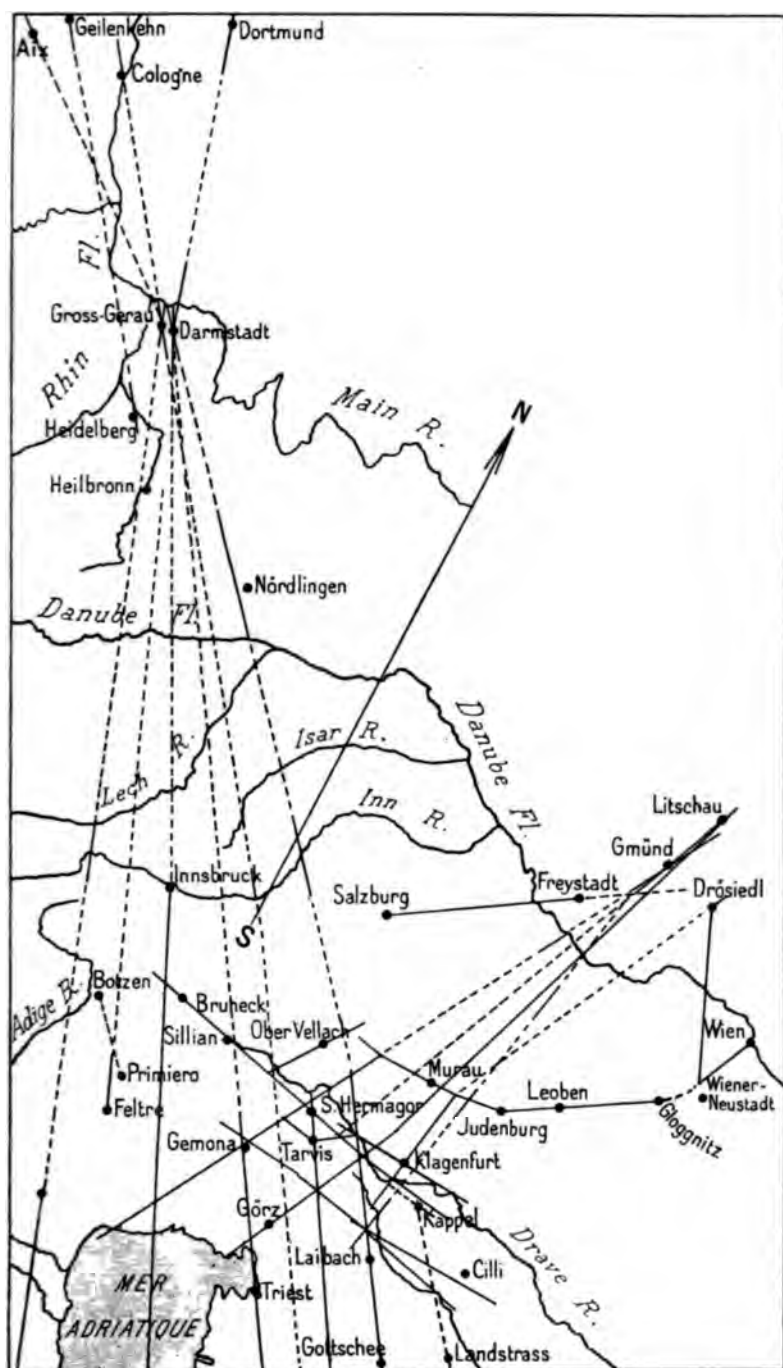 Geilenkehn
Dortmund
Aix
Cologne
Fl.
Gross-Gerau
Darmstadt
Rhin
Main R.
N
Heidelberg
Heilbronn
Nördlingen
Danube Fl.
Lech R.
Isar R.
Danube Fl.
Inn R.
Litschau
Gmünd
Innsbruck
Freystadt
Drósiedl
Salzburg
S
Adige R.
Botzen
Bruneck
Sillian
Ober Vellach
Wien
Primiero
Murau
Leoben
Wiener-
Neustadt
Feltre
S. Hermagor
Judenburg
Gloggnitz
Gemona
Tarvis
Klagenfurt
Görz
Kappel
Drave R.
Laibach
Cilli
MER
ADRIATIQUE
Triest
Goltschee
Landstrass